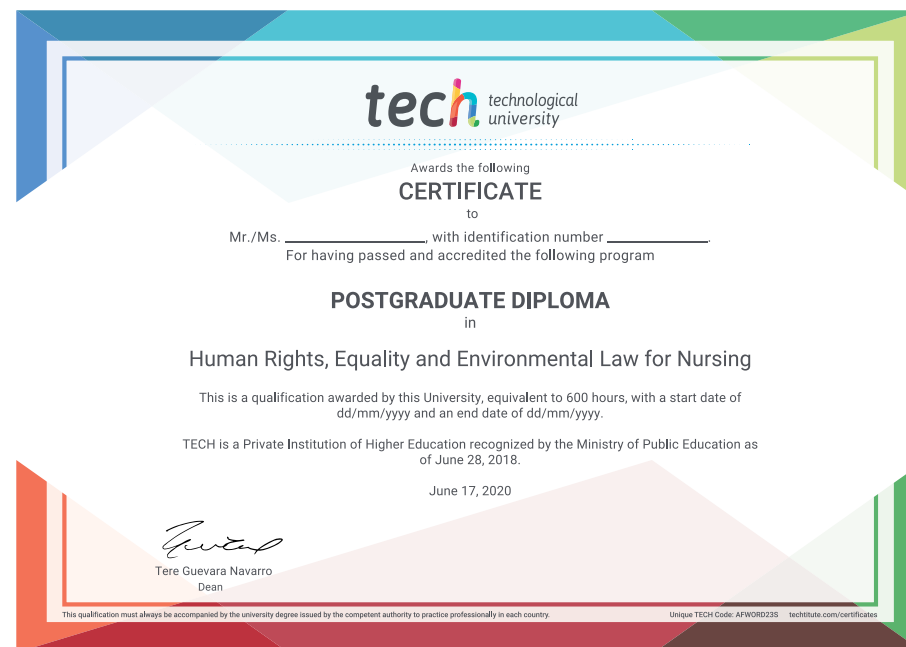 tech technological
university
Awards the following
CERTIFICATE
to
Mr./Ms. ____________, with identification number _________.
For having passed and accredited the following program
POSTGRADUATE DIPLOMA
in
Human Rights, Equality and Environmental Law for Nursing
This is a qualification awarded by this University, equivalent to 600 hours, with a start date of
dd/mm/yyyy and an end date of dd/mm/yyyy.
TECH is a Private Institution of Higher Education recognized by the Ministry of Public Education as
of June 28, 2018.
June 17, 2020
Tere Guevara Navarro
Dean
This qualification must always be accompanied by the university degree issued by the competent authority to practice professionally in each country.
Unique TECH Code: AFWORD23S techtitute.com/certificates